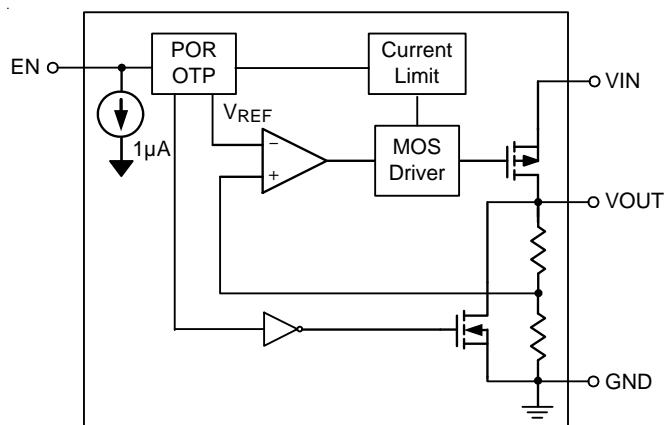 EN
POR
OTP
Current
Limit
VIN
1µA
VREF
−
+
MOS
Driver
VOUT
GND